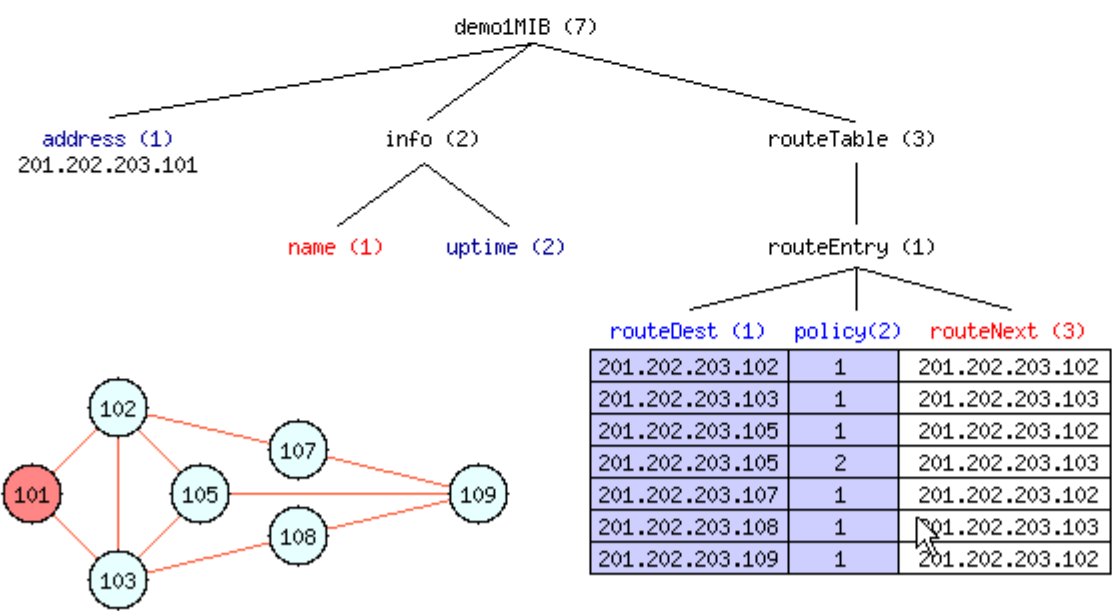 demo1MIB (7)
address (1) info (2) routeTable (3)
201.202.203.101
name (1) uptime (2) routeEntry (1)
routeDest (1) policy(2) routeNext (3)
201.202.203.102 1 201.202.203.102
201.202.203.103 1 201.202.203.103
201.202.203.105 1 201.202.203.102
201.202.203.105 2 201.202.203.103
201.202.203.107 1 201.202.203.102
201.202.203.108 1 201.202.203.103
201.202.203.109 1 201.202.203.102
102
107
101 105 109
108
103